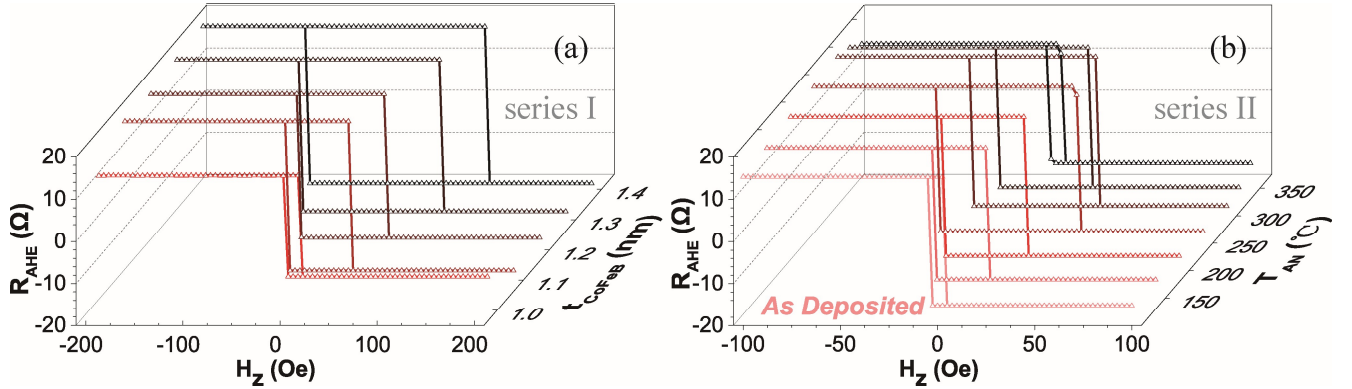 (a)
series I
20
10
0
-10
-20
R_AHE (Ω)
-200
-100
0
100
200
H_Z (Oe)
1.0
1.1
1.2
1.3
1.4
t_CoFeB (nm)
(b)
series II
20
10
0
-10
-20
R_AHE (Ω)
As Deposited
-100
-50
0
50
100
H_Z (Oe)
150
200
250
300
350
T_AN (℃)